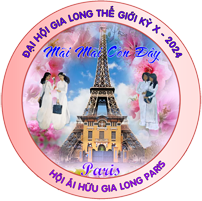 ĐẠI HỘI GIA LONG THẾ GIỚI KỲ X - 2024
Mãi Mãi Còn Đây
Paris
HỘI ÁI HỮU GIA LONG PARIS